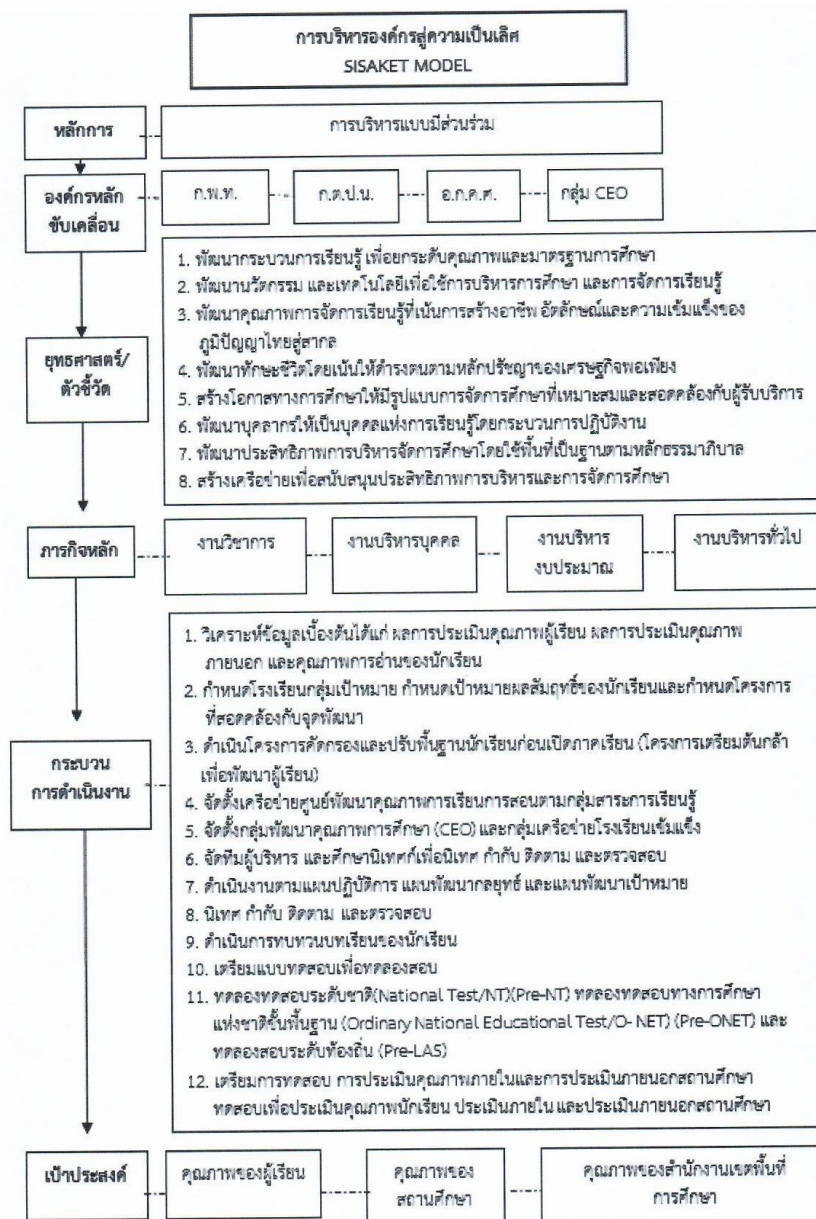 การบริหารองค์กรสู่ความเป็นเลิศ
SISAKET MODEL
หลักการ
การบริหารแบบมีส่วนร่วม
องค์กรหลัก
ขับเคลื่อน
ก.พ.ท.
ก.ต.ป.น.
อ.ก.ค.ศ.
กลุ่ม CEO
ยุทธศาสตร์/
ตัวชี้วัด
1. พัฒนากระบวนการเรียนรู้ เพื่อยกระดับคุณภาพและมาตรฐานการศึกษา
2. พัฒนานวัตกรรม และเทคโนโลยีเพื่อใช้การบริหารการศึกษา และการจัดการเรียนรู้
3. พัฒนาคุณภาพการจัดการเรียนรู้ที่เน้นการสร้างอาชีพ อัตลักษณ์และความเข้มแข็งของ
ภูมิปัญญาไทยสู่สากล
4. พัฒนาทักษะชีวิตโดยเน้นให้ดำรงตนตามหลักปรัชญาของเศรษฐกิจพอเพียง
5. สร้างโอกาสทางการศึกษาให้มีรูปแบบการจัดการศึกษาที่เหมาะสมและสอดคล้องกับผู้รับบริการ
6. พัฒนาบุคลากรให้เป็นบุคคลแห่งการเรียนรู้โดยกระบวนการปฏิบัติงาน
7. พัฒนาประสิทธิภาพการบริหารจัดการศึกษาโดยใช้พื้นที่เป็นฐานตามหลักธรรมาภิบาล
8. สร้างเครือข่ายเพื่อสนับสนุนประสิทธิภาพการบริหารและการจัดการศึกษา
ภารกิจหลัก
งานวิชาการ
งานบริหารบุคคล
งานบริหาร
งบประมาณ
งานบริหารทั่วไป
กระบวน
การดำเนินงาน
1. วิเคราะห์ข้อมูลเบื้องต้นได้แก่ ผลการประเมินคุณภาพผู้เรียน ผลการประเมินคุณภาพ
ภายนอก และคุณภาพการอ่านของนักเรียน
2. กำหนดโรงเรียนกลุ่มเป้าหมาย กำหนดเป้าหมายผลสัมฤทธิ์ของนักเรียนและกำหนดโครงการ
ที่สอดคล้องกับจุดพัฒนา
3. ดำเนินโครงการคัดกรองและปรับพื้นฐานนักเรียนก่อนเปิดภาคเรียน (โครงการเตรียมต้นกล้า
เพื่อพัฒนาผู้เรียน)
4. จัดตั้งเครือข่ายศูนย์พัฒนาคุณภาพการเรียนการสอนตามกลุ่มสาระการเรียนรู้
5. จัดตั้งกลุ่มพัฒนาคุณภาพการศึกษา (CEO) และกลุ่มเครือข่ายโรงเรียนเข้มแข็ง
6. จัดทีมผู้บริหาร และศึกษานิเทศก์เพื่อนิเทศ กำกับ ติดตาม และตรวจสอบ
7. ดำเนินงานตามแผนปฏิบัติการ แผนพัฒนากลยุทธ์ และแผนพัฒนาเป้าหมาย
8. นิเทศ กำกับ ติดตาม และตรวจสอบ
9. ดำเนินการทบทวนบทเรียนของนักเรียน
10. เตรียมแบบทดสอบเพื่อทดลองสอบ
11. ทดลองทดสอบระดับชาติ(National Test/NT)(Pre-NT) ทดลองทดสอบทางการศึกษา
แห่งชาติขั้นพื้นฐาน (Ordinary National Educational Test/O- NET) (Pre-ONET) และ
ทดลองสอบระดับท้องถิ่น (Pre-LAS)
12. เตรียมการทดสอบ การประเมินคุณภาพภายในและการประเมินภายนอกสถานศึกษา
ทดสอบเพื่อประเมินคุณภาพนักเรียน ประเมินภายใน และประเมินภายนอกสถานศึกษา
เป้าประสงค์
คุณภาพของผู้เรียน
คุณภาพของ
สถานศึกษา
คุณภาพของสำนักงานเขตพื้นที่
การศึกษา